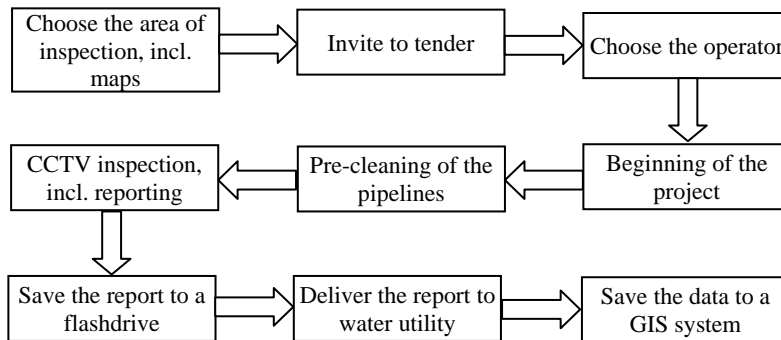 Choose the area of
inspection, incl.
maps
Invite to tender
Choose the operator
Beginning of the
project
Pre-cleaning of the
pipelines
CCTV inspection,
incl. reporting
Save the report to a
flashdrive
Deliver the report to
water utility
Save the data to a
GIS system